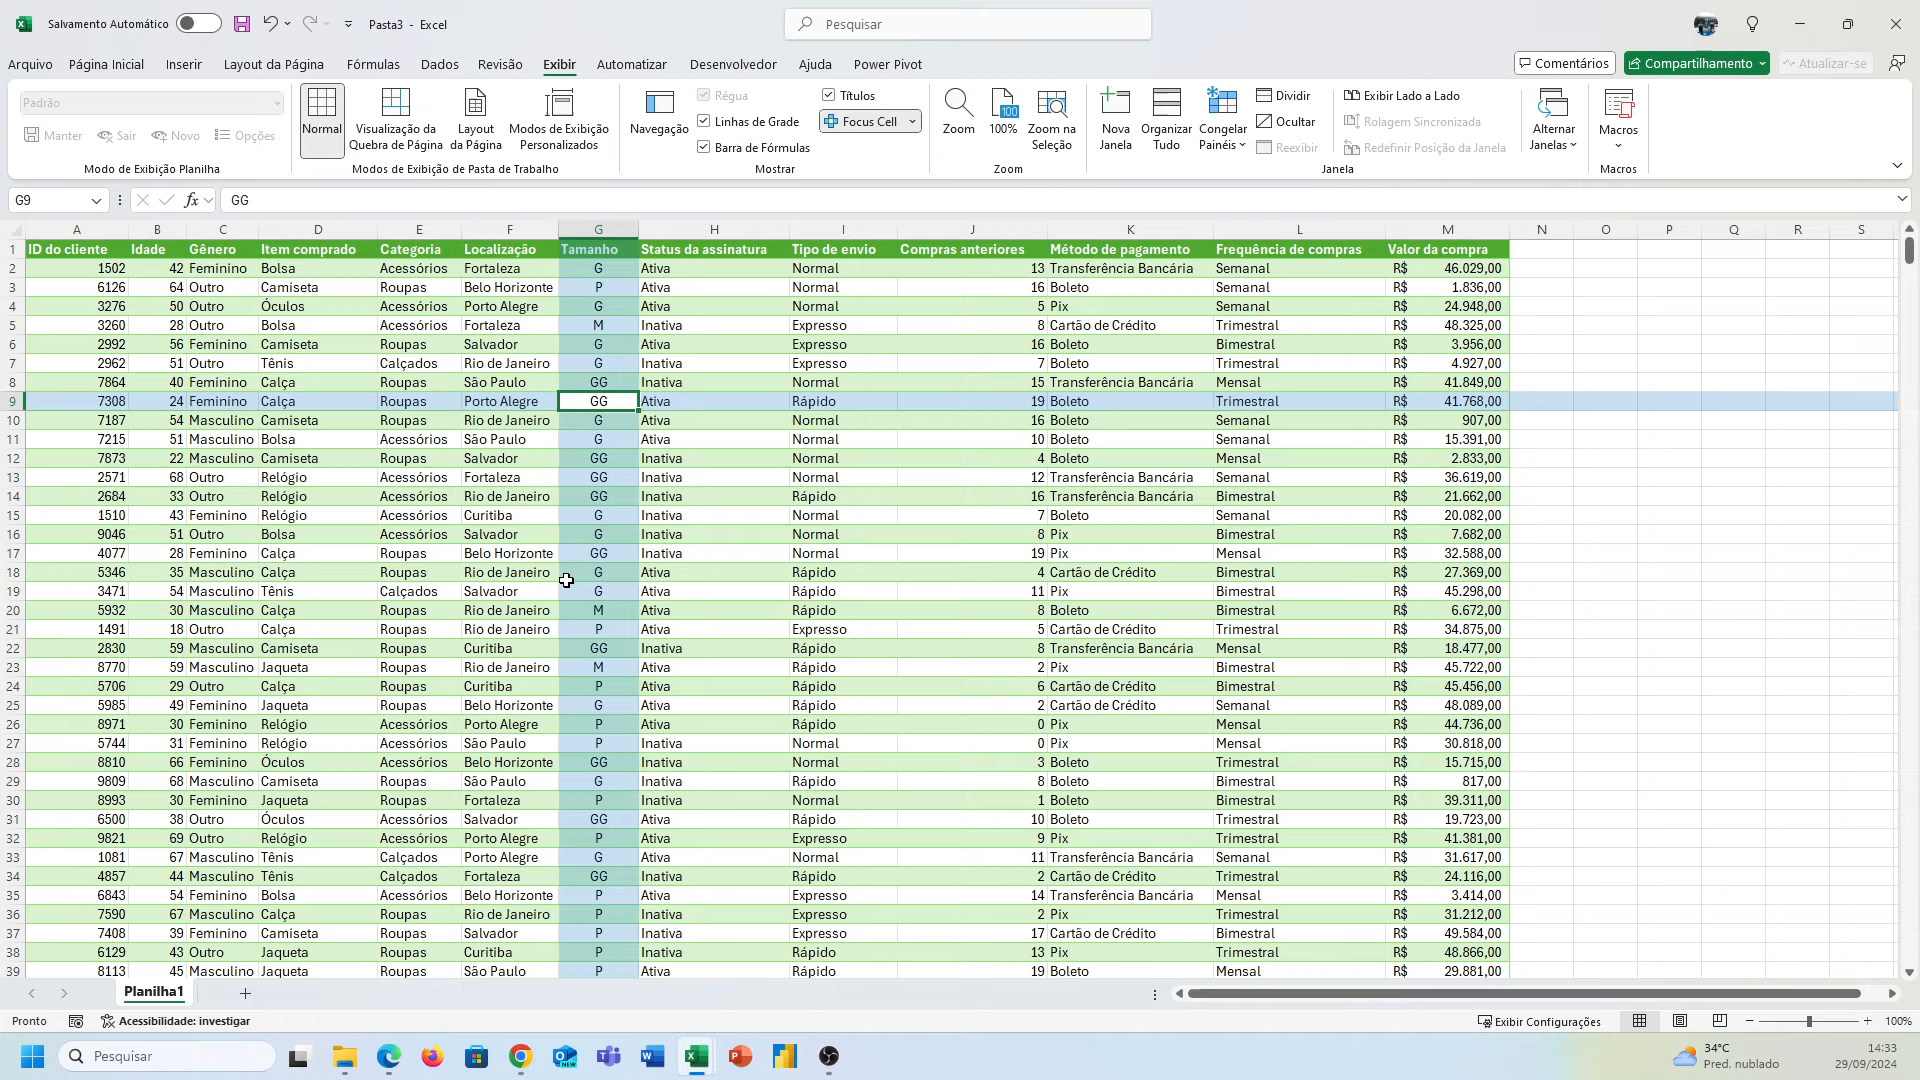 Salvamento Automático
Pasta3 - Excel
Pesquisar
Arquivo Página Inicial Inserir Layout da Página Fórmulas Dados Revisão Exibir Automatizar Desenvolvedor Ajuda Power Pivot
Comentários Compartilhamento Atualizar-se
Padrão
Manter Sair Novo Opções
Modo de Exibição Planilha
Normal
Visualização da
Quebra de Página
Layout
da Página
Modos de Exibição
Personalizados
Modos de Exibição de Pasta de Trabalho
Navegação
Régua
Linhas de Grade
Barra de Fórmulas
Títulos
Focus Cell
Mostrar
Zoom
100
100%
Zoom na
Seleção
Zoom
Nova
Janela
Organizar
Tudo
Congelar
Painéis
Dividir
Ocultar
Reexibir
Exibir Lado a Lado
Rolagem Sincronizada
Redefinir Posição da Janela
Janela
Alternar
Janelas
Macros
Macros
G9
fx
GG
A B C D E F G H I J K L M N O P Q R S
1 ID do cliente Idade Gênero Item comprado Categoria Localização Tamanho Status da assinatura Tipo de envio Compras anteriores Método de pagamento Frequência de compras Valor da compra
2 1502 42 Feminino Bolsa Acessórios Fortaleza G Ativa Normal 13 Transferência Bancária Semanal R$ 46.029,00
3 6126 64 Outro Camiseta Roupas Belo Horizonte P Ativa Normal 16 Boleto Semanal R$ 1.836,00
4 3276 50 Outro Óculos Acessórios Porto Alegre G Ativa Normal 5 Pix Semanal R$ 24.948,00
5 3260 28 Outro Bolsa Acessórios Fortaleza M Inativa Expresso 8 Cartão de Crédito Trimestral R$ 48.325,00
6 2992 56 Feminino Camiseta Roupas Salvador G Ativa Expresso 16 Boleto Bimestral R$ 3.956,00
7 2962 51 Outro Tênis Calçados Rio de Janeiro G Inativa Expresso 7 Boleto Trimestral R$ 4.927,00
8 7864 40 Feminino Calça Roupas São Paulo GG Inativa Normal 15 Transferência Bancária Mensal R$ 41.849,00
9 7308 24 Feminino Calça Roupas Porto Alegre GG Ativa Rápido 19 Boleto Trimestral R$ 41.768,00
10 7187 54 Masculino Camiseta Roupas Rio de Janeiro G Ativa Normal 16 Boleto Semanal R$ 907,00
11 7215 51 Masculino Bolsa Acessórios São Paulo G Ativa Normal 10 Boleto Semanal R$ 15.391,00
12 7873 22 Masculino Camiseta Roupas Salvador GG Inativa Normal 4 Boleto Mensal R$ 2.833,00
13 2571 68 Outro Relógio Acessórios Fortaleza GG Inativa Normal 12 Transferência Bancária Semanal R$ 36.619,00
14 2684 33 Outro Relógio Acessórios Rio de Janeiro GG Inativa Rápido 16 Transferência Bancária Bimestral R$ 21.662,00
15 1510 43 Feminino Relógio Acessórios Curitiba G Inativa Normal 7 Boleto Semanal R$ 20.082,00
16 9046 51 Outro Bolsa Acessórios Salvador G Inativa Normal 8 Pix Bimestral R$ 7.682,00
17 4077 28 Feminino Calça Roupas Belo Horizonte GG Inativa Normal 19 Pix Mensal R$ 32.588,00
18 5346 35 Masculino Calça Roupas Rio de Janeiro G Ativa Rápido 4 Cartão de Crédito Bimestral R$ 27.369,00
19 3471 54 Masculino Tênis Calçados Salvador G Ativa Rápido 11 Pix Bimestral R$ 45.298,00
20 5932 30 Masculino Calça Roupas Rio de Janeiro M Ativa Rápido 8 Boleto Bimestral R$ 6.672,00
21 1491 18 Outro Calça Roupas Rio de Janeiro P Ativa Expresso 5 Cartão de Crédito Trimestral R$ 34.875,00
22 2830 59 Masculino Camiseta Roupas Curitiba GG Inativa Rápido 8 Transferência Bancária Mensal R$ 18.477,00
23 8770 59 Masculino Jaqueta Roupas Rio de Janeiro M Ativa Rápido 2 Pix Bimestral R$ 45.722,00
24 5706 29 Outro Calça Roupas Curitiba P Ativa Rápido 6 Cartão de Crédito Bimestral R$ 45.456,00
25 5985 49 Feminino Jaqueta Roupas Belo Horizonte G Ativa Rápido 2 Cartão de Crédito Semanal R$ 48.089,00
26 8971 30 Feminino Relógio Acessórios Porto Alegre P Ativa Rápido 0 Pix Mensal R$ 44.736,00
27 5744 31 Feminino Relógio Acessórios São Paulo P Inativa Normal 0 Pix Mensal R$ 30.818,00
28 8810 66 Feminino Óculos Acessórios Belo Horizonte GG Inativa Normal 3 Boleto Trimestral R$ 15.715,00
29 9809 68 Masculino Camiseta Roupas São Paulo G Inativa Rápido 8 Boleto Bimestral R$ 817,00
30 8993 30 Feminino Jaqueta Roupas Fortaleza P Inativa Normal 1 Boleto Bimestral R$ 39.311,00
31 6500 38 Outro Óculos Acessórios Salvador GG Inativa Rápido 10 Boleto Trimestral R$ 19.723,00
32 9821 69 Outro Relógio Acessórios Porto Alegre P Ativa Expresso 9 Pix Trimestral R$ 41.381,00
33 1081 67 Masculino Tênis Calçados Porto Alegre G Ativa Normal 11 Transferência Bancária Semanal R$ 31.617,00
34 4857 44 Masculino Tênis Calçados Fortaleza GG Inativa Rápido 2 Cartão de Crédito Trimestral R$ 24.116,00
35 6843 54 Feminino Bolsa Acessórios Belo Horizonte P Ativa Expresso 14 Transferência Bancária Mensal R$ 3.414,00
36 7590 67 Masculino Calça Roupas Rio de Janeiro P Inativa Expresso 2 Pix Trimestral R$ 31.212,00
37 7408 39 Feminino Camiseta Roupas Salvador P Inativa Expresso 17 Cartão de Crédito Bimestral R$ 49.584,00
38 6129 43 Outro Jaqueta Roupas Curitiba P Inativa Rápido 13 Pix Trimestral R$ 48.866,00
39 8113 45 Masculino Jaqueta Roupas São Paulo P Ativa Rápido 19 Boleto Mensal R$ 29.881,00
Planilha1
Pronto Acessibilidade: investigar
Exibir Configurações 100%
Pesquisar
34°C
Pred. nublado
14:33
29/09/2024